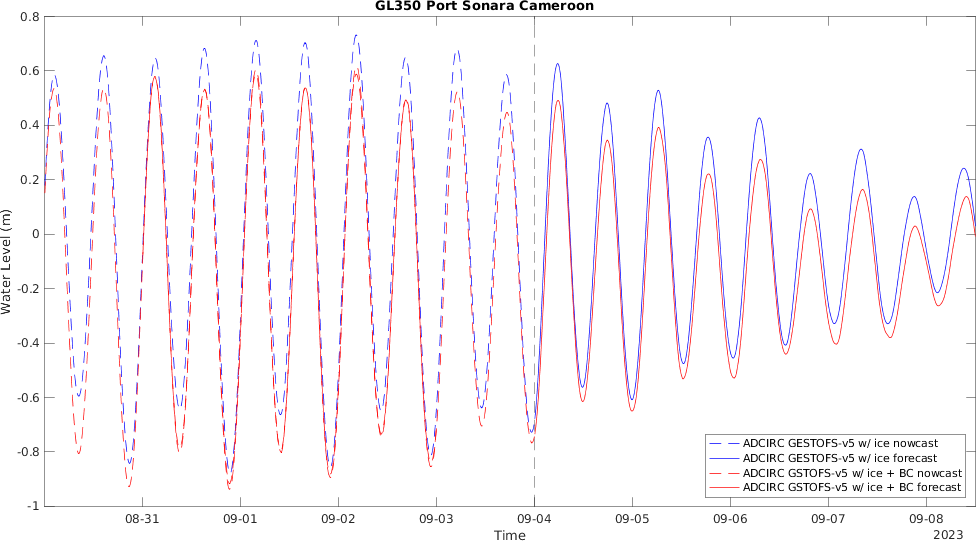 GL350 Port Sonara Cameroon
0.8
0.6
0.4
0.2
0
-0.2
-0.4
-0.6
-0.8
-1
Water Level (m)
ADCIRC GESTOFS-v5 w/ ice nowcast
ADCIRC GESTOFS-v5 w/ ice forecast
ADCIRC GSTOFS-v5 w/ ice + BC nowcast
ADCIRC GSTOFS-v5 w/ ice + BC forecast
08-31 09-01 09-02 09-03 09-04 09-05 09-06 09-07 09-08
Time
2023